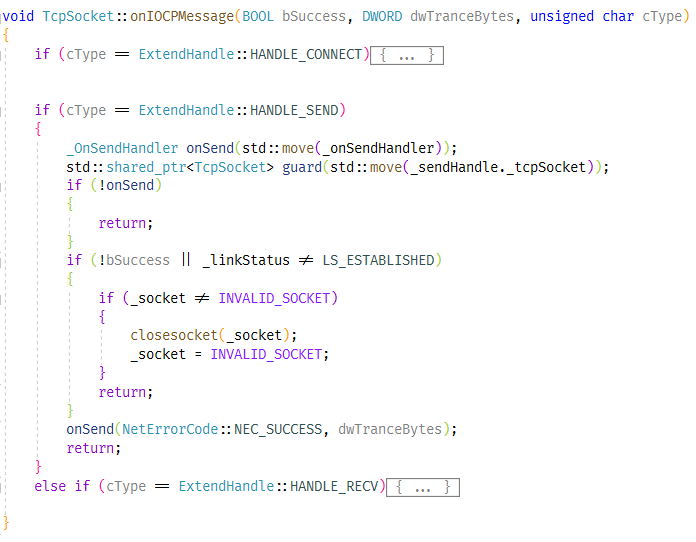 void TcpSocket::onIOCPMessage(BOOL bSuccess, DWORD dwTranceBytes, unsigned char cType)
{
if (cType == ExtendHandle::HANDLE_CONNECT){ ... }
if (cType == ExtendHandle::HANDLE_SEND)
{
_OnSendHandler onSend(std::move(_onSendHandler));
std::shared_ptr<TcpSocket> guard(std::move(_sendHandle._tcpSocket));
if (!onSend)
{
return;
}
if (!bSuccess || _linkStatus != LS_ESTABLISHED)
{
if (_socket != INVALID_SOCKET)
{
closesocket(_socket);
_socket = INVALID_SOCKET;
}
return;
}
onSend(NetErrorCode::NEC_SUCCESS, dwTranceBytes);
return;
}
else if (cType == ExtendHandle::HANDLE_RECV){ ... }
}